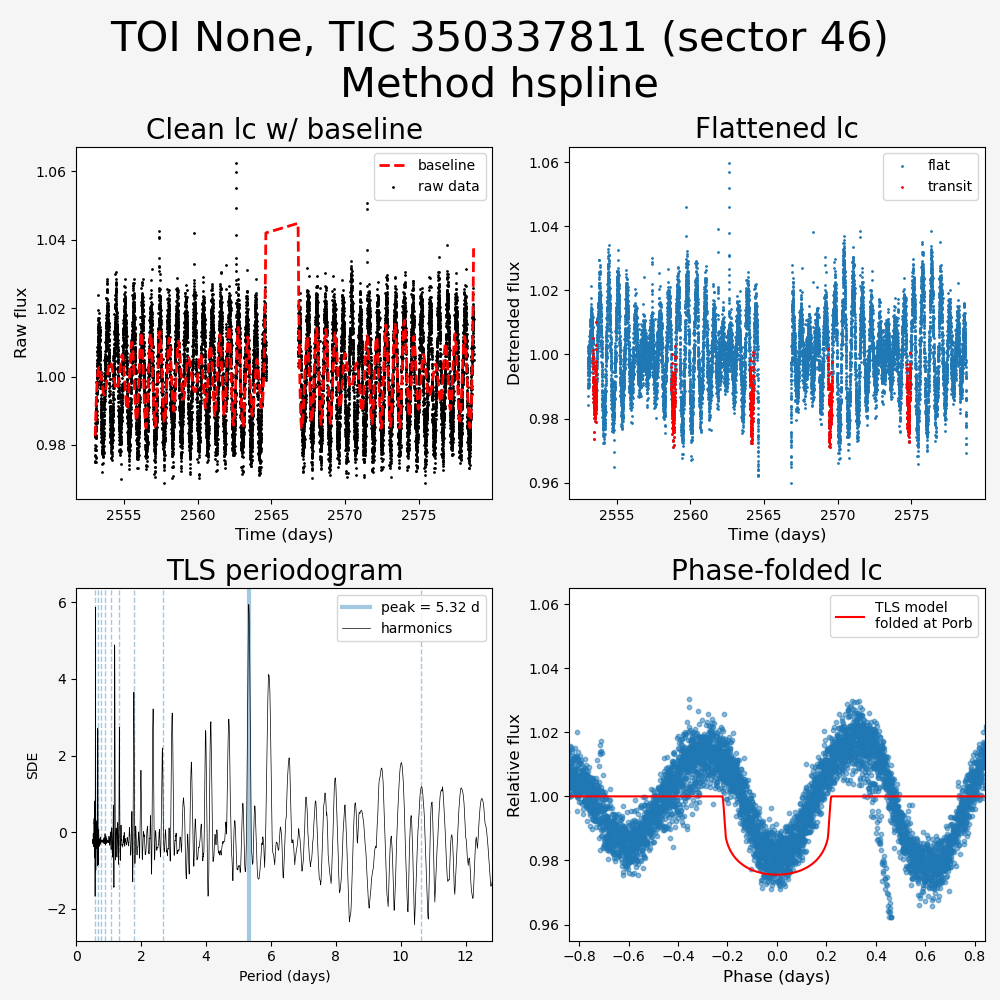 TOI None, TIC 350337811 (sector 46)
Method hspline
Clean lc w/ baseline
baseline
raw data
Raw flux
1.06
1.04
1.02
1.00
0.98
2555
2560
2565
2570
2575
Time (days)
Flattened lc
flat
transit
Detrended flux
1.06
1.04
1.02
1.00
0.98
0.96
2555
2560
2565
2570
2575
Time (days)
TLS periodogram
peak = 5.32 d
harmonics
SDE
6
4
2
0
−2
0
2
4
6
8
10
12
Period (days)
Phase-folded lc
TLS model
folded at Porb
Relative flux
1.06
1.04
1.02
1.00
0.98
0.96
−0.8
−0.6
−0.4
−0.2
0.0
0.2
0.4
0.6
0.8
Phase (days)